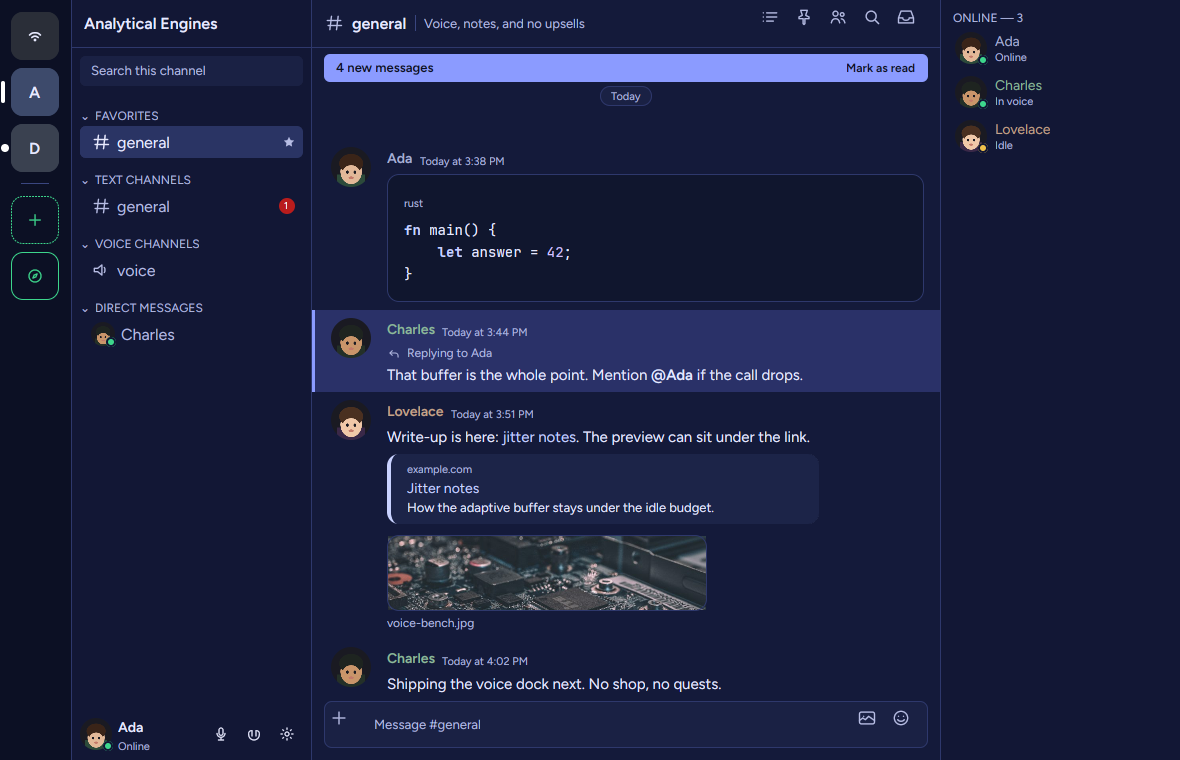 Analytical Engines
Search this channel
FAVORITES
general
TEXT CHANNELS
general
1
VOICE CHANNELS
voice
DIRECT MESSAGES
Charles
A
D
Ada
Online
# general
Voice, notes, and no upsells
4 new messages
Mark as read
Today
Ada Today at 3:38 PM
rust
fn main() {
    let answer = 42;
}
Charles Today at 3:44 PM
Replying to Ada
That buffer is the whole point. Mention @Ada if the call drops.
Lovelace Today at 3:51 PM
Write-up is here: jitter notes. The preview can sit under the link.
example.com
Jitter notes
How the adaptive buffer stays under the idle budget.
voice-bench.jpg
Charles Today at 4:02 PM
Shipping the voice dock next. No shop, no quests.
Message #general
ONLINE — 3
Ada
Online
Charles
In voice
Lovelace
Idle